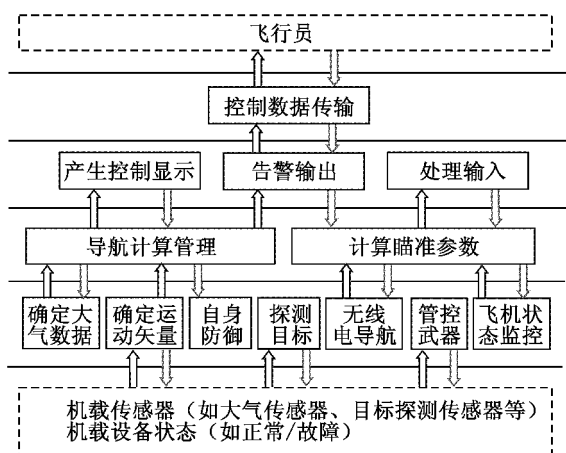 飞行员
控制数据传输
产生控制显示
告警输出
处理输入
导航计算管理
计算瞄准参数
确定大
气数据
确定运
动矢量
自身
防御
探测
目标
无线
电导航
管控
武器
飞机状
态监控
机载传感器（如大气传感器、目标探测传感器等）
机载设备状态（如正常/故障）